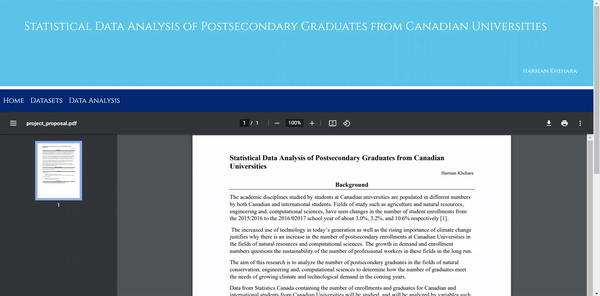 Statistical Data Analysis of Postsecondary Graduates from Canadian Universities
Harman Khehara
Home Datasets Data Analysis
project_proposal.pdf
1 / 1
100%
1
Statistical Data Analysis of Postsecondary Graduates from Canadian
Universities
Harman Khehara
Background
The academic disciplines studied by students at Canadian universities are populated in different numbers
by both Canadian and international students. Fields of study such as agriculture and natural resources,
engineering and, computational sciences, have seen changes in the number of student enrollments from
the 2015/2016 to the 2016/02017 school year of about 3.0%, 3.2%, and 10.6% respectively [1].
The increased use of technology in today's generation as well as the rising importance of climate change
justifies why there is an increase in the number of postsecondary enrollments at Canadian Universities in
the fields of natural resources and computational sciences. The growth in demand and enrollment
numbers questions the sustainability of the number of professional workers in these fields in the long run.
The aim of this research is to analyze the number of postsecondary graduates in the fields of natural
conservation, engineering and, computational sciences to determine how the number of graduates meet
the needs of growing climate and technological demand in the coming years.
Data from Statistics Canada containing the number of enrollments and graduates for Canadian and
international students from Canadian Universities will be studied, and will be analyzed by variables such